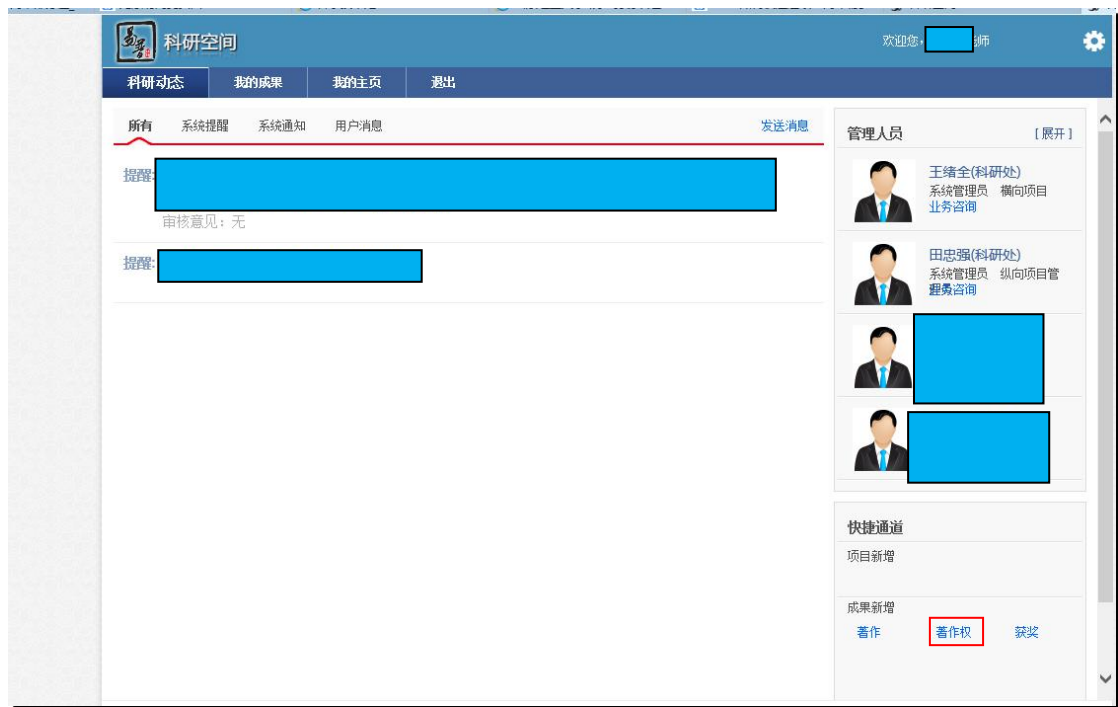 易普
科研空间
欢迎您,
师
科研动态 我的成果 我的主页 退出
所有 系统提醒 系统通知 用户消息 发送消息
提醒:
审核意见：无
提醒:
管理人员 [展开]
王绪全(科研处)
系统管理员 横向项目
业务咨询
田忠强(科研处)
系统管理员 纵向项目管
咨询
快捷通道
项目新增
成果新增
著作 著作权 获奖